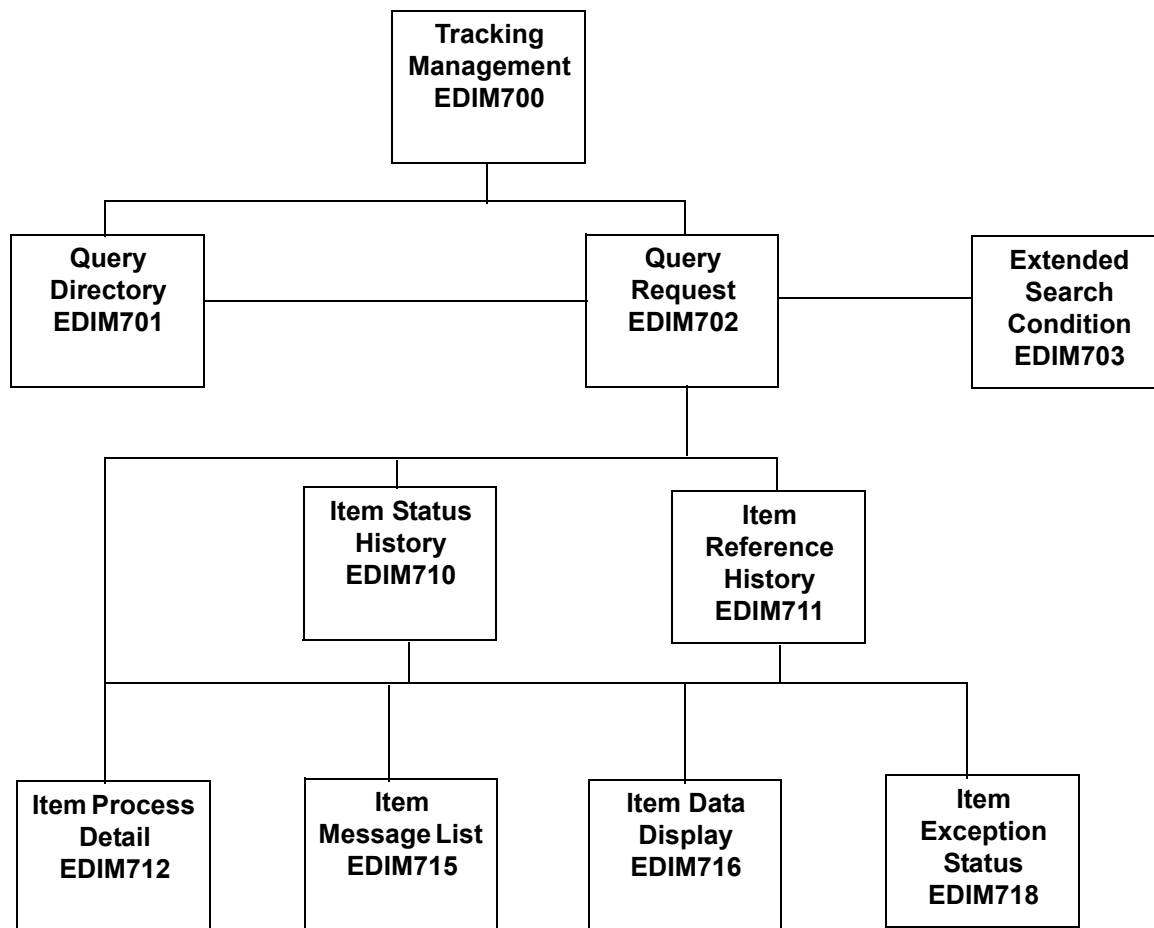 Tracking
Management
EDIM700
Query
Directory
EDIM701
Query
Request
EDIM702
Extended
Search
Condition
EDIM703
Item Status
History
EDIM710
Item
Reference
History
EDIM711
Item Process
Detail
EDIM712
Item
Message List
EDIM715
Item Data
Display
EDIM716
Item
Exception
Status
EDIM718